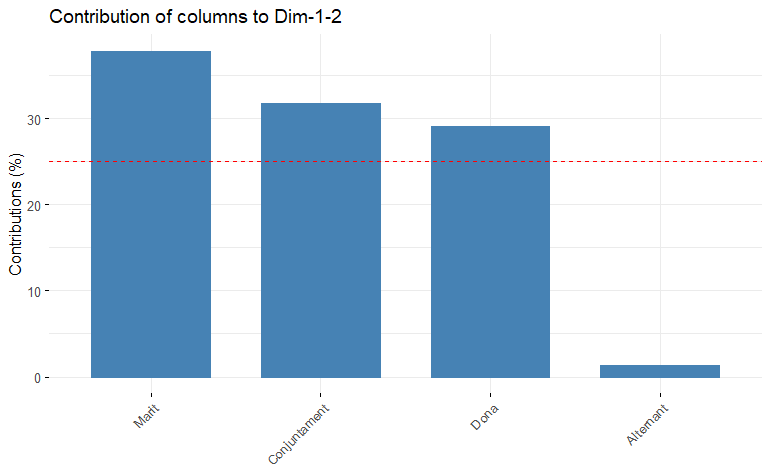 Contribution of columns to Dim-1-2
Contributions (%)
30
20
10
0
Marit
Conjuntament
Dona
Alternant